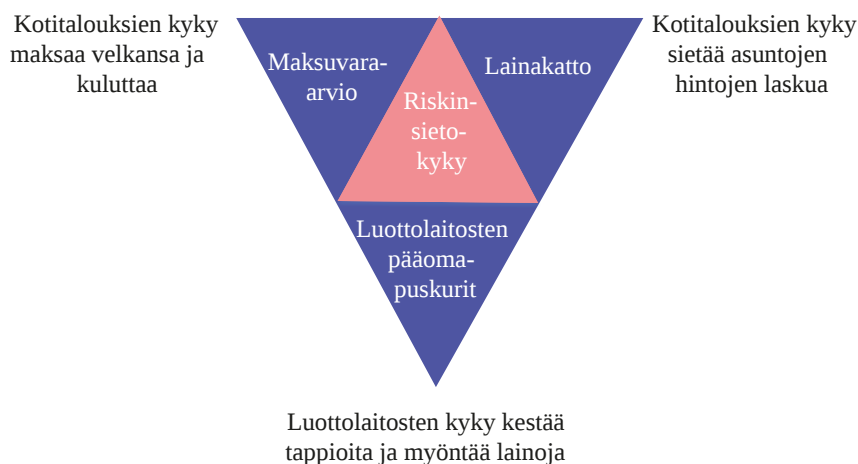 Kotitalouksien kyky
maksaa velkansa ja
kuluttaa
Maksuvara-
arvio
Lainakatto
Kotitalouksien kyky
sietää asuntojen
hintojen laskua
Riskin-
sieto-
kyky
Luottolaitosten
pääoma-
puskurit
Luottolaitosten kyky kestää
tappioita ja myöntää lainoja